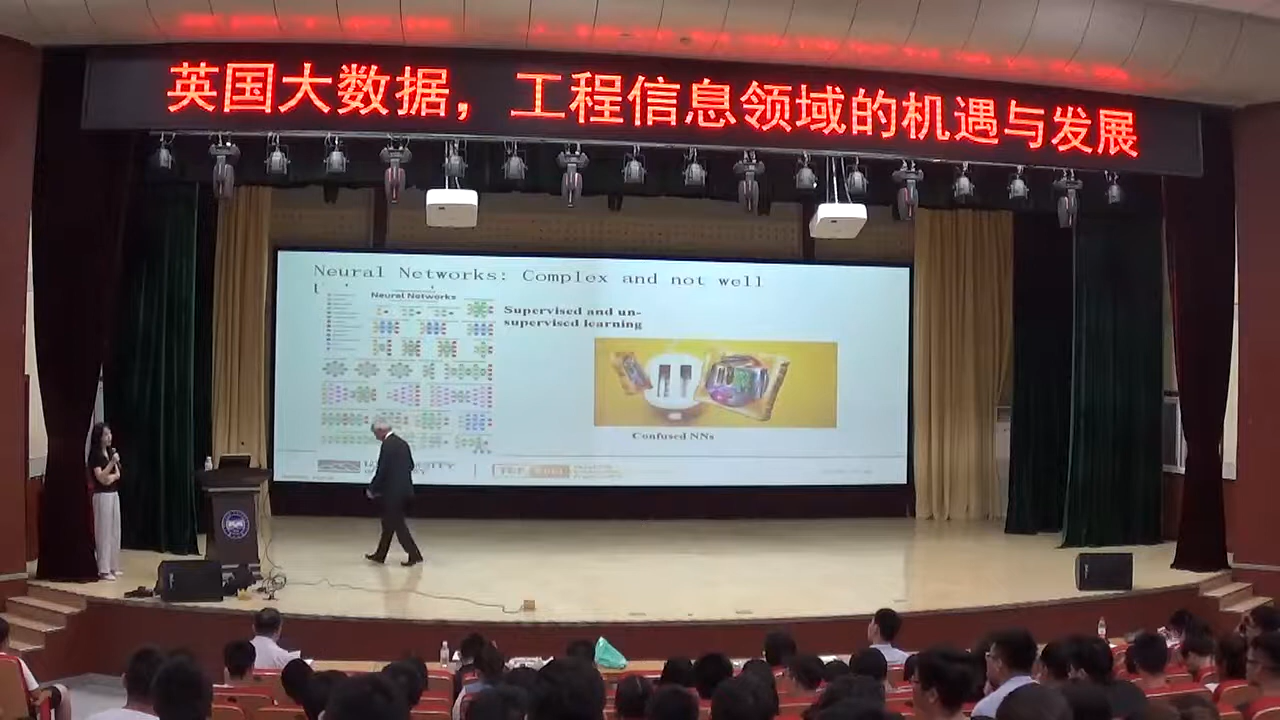 英国大数据，工程信息领域的机遇与发展
Neural Networks: Complex and not well
Neural Networks
Supervised and un-
supervised learning
Confused NNs